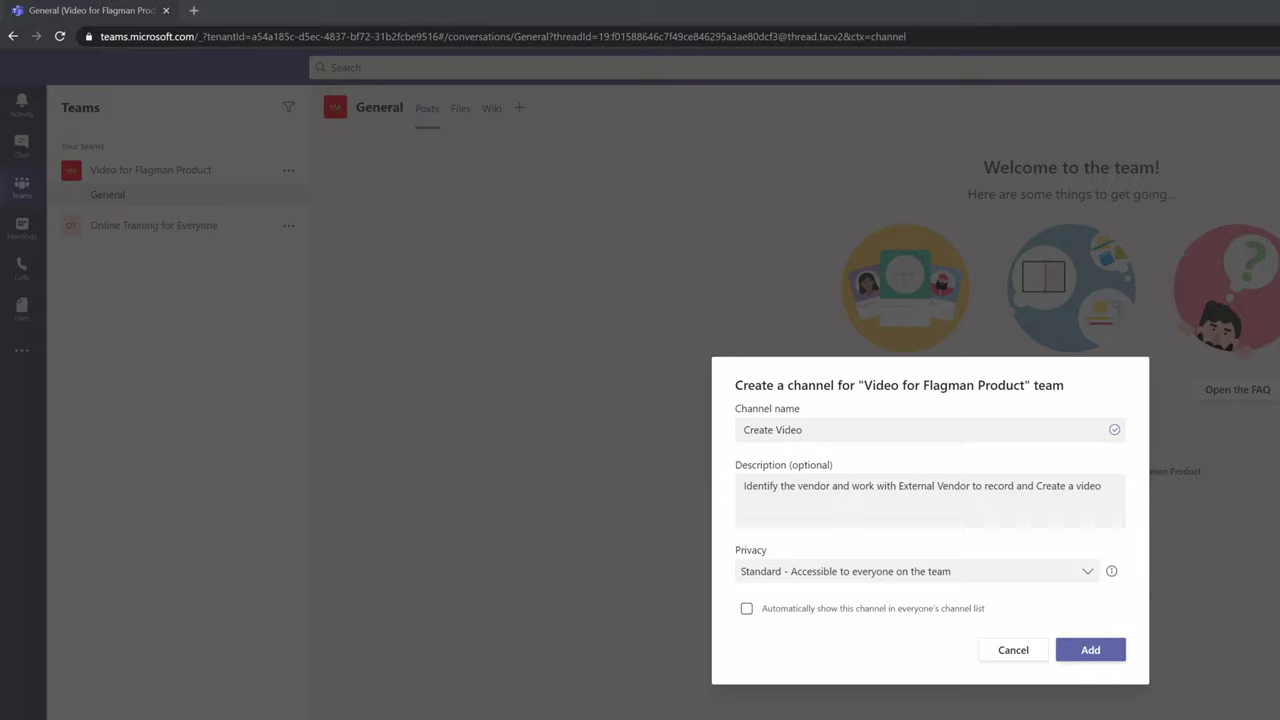 General (Video for Flagman Prod
teams.microsoft.com/_?tenantId=a54a185c-d5ec-4837-bf72-31b2fcbe9516#/conversations/General?threadId=19:f01588646c7f49ce846295a3ae80dcf3@thread.tacv2&ctx=channel
Search
Activity
Chat
Teams
Meetings
Calls
Files
Teams
Your teams
YM Video for Flagman Product
General
OT Online Training for Everyone
YM General Posts Files Wiki
Welcome to the team!
Here are some things to get going...
Open the FAQ
man Product
Create a channel for "Video for Flagman Product" team
Channel name
Create Video
Description (optional)
Identify the vendor and work with External Vendor to record and Create a video
Privacy
Standard - Accessible to everyone on the team
Automatically show this channel in everyone's channel list
Cancel Add